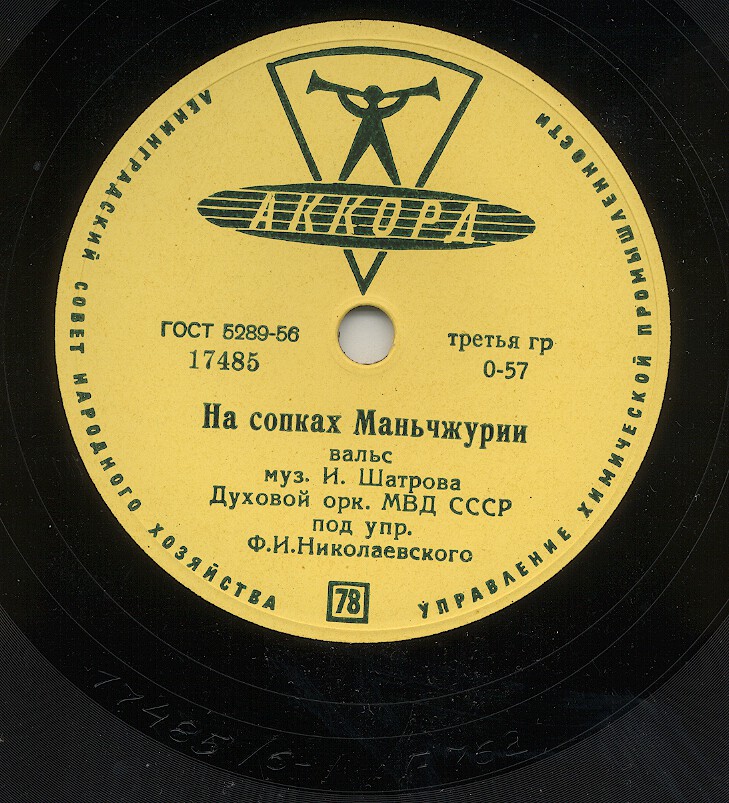 АККОРД
ЛЕНИНГРАДСКИЙ СОВЕТ НАРОДНОГО ХОЗЯЙСТВА
УПРАВЛЕНИЕ ХИМИЧЕСКОЙ ПРОМЫШЛЕННОСТИ
ГОСТ 5289-56
17485
третья гр
0-57
На сопках Маньчжурии
вальс
муз. И. Шатрова
Духовой орк. МВД СССР
под упр.
Ф.И.Николаевского
78
17485